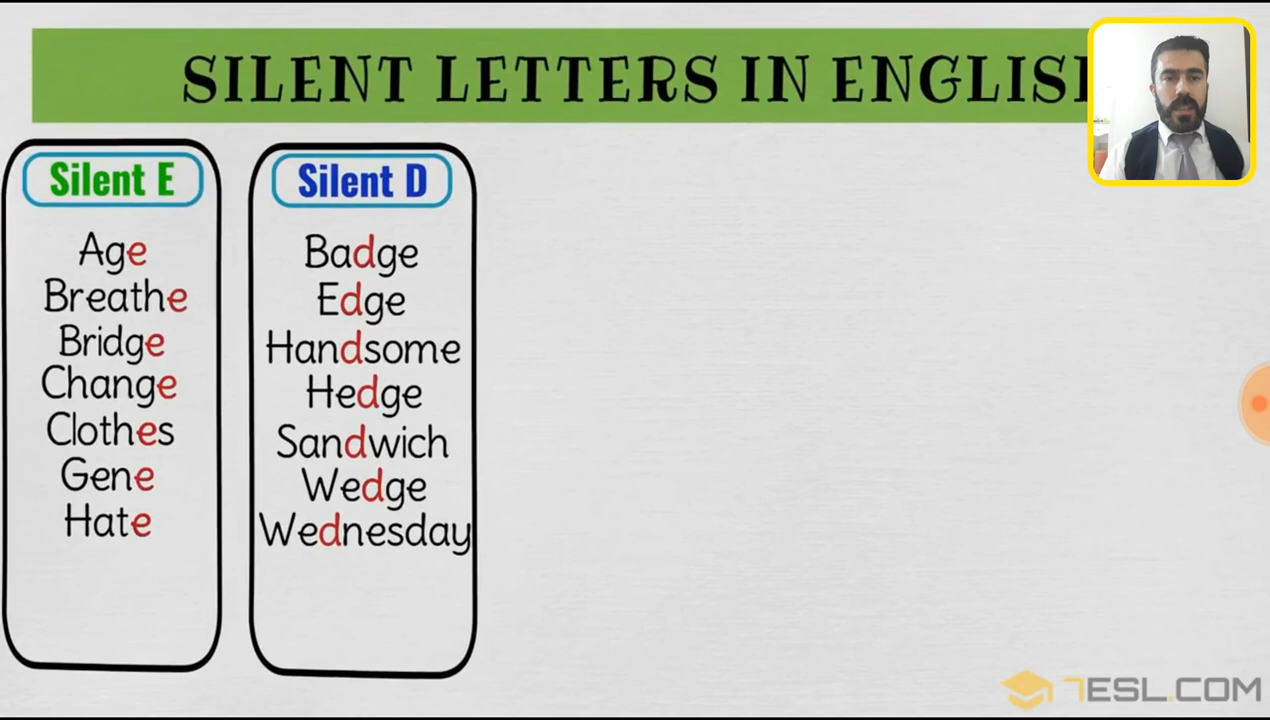 SILENT LETTERS IN ENGLIS
Silent E
Age
Breathe
Bridge
Change
Clothes
Gene
Hate
Silent D
Badge
Edge
Handsome
Hedge
Sandwich
Wedge
Wednesday
7ESL.COM